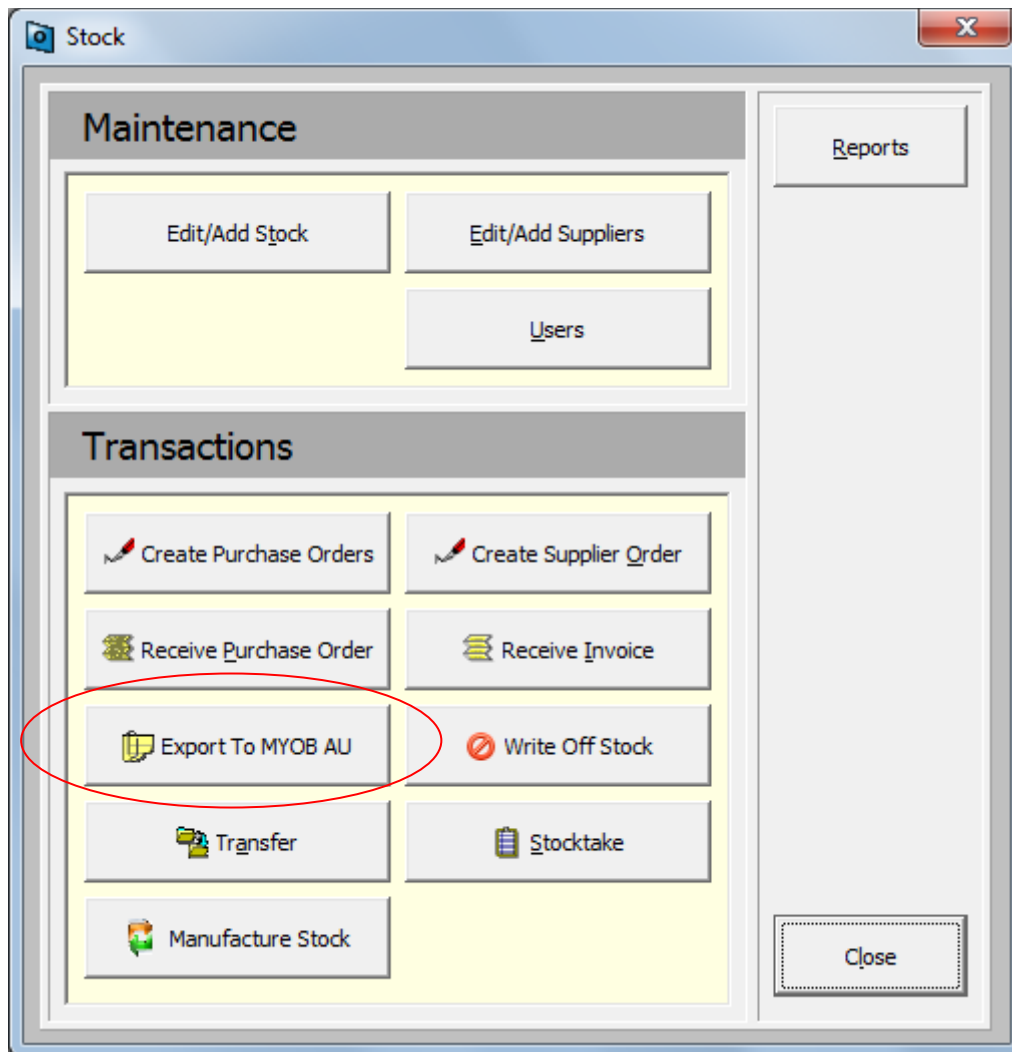 Stock
Maintenance
Reports
Edit/Add Stock
Edit/Add Suppliers
Users
Transactions
Create Purchase Orders
Create Supplier Order
Receive Purchase Order
Receive Invoice
Export To MYOB AU
Write Off Stock
Transfer
Stocktake
Manufacture Stock
Close